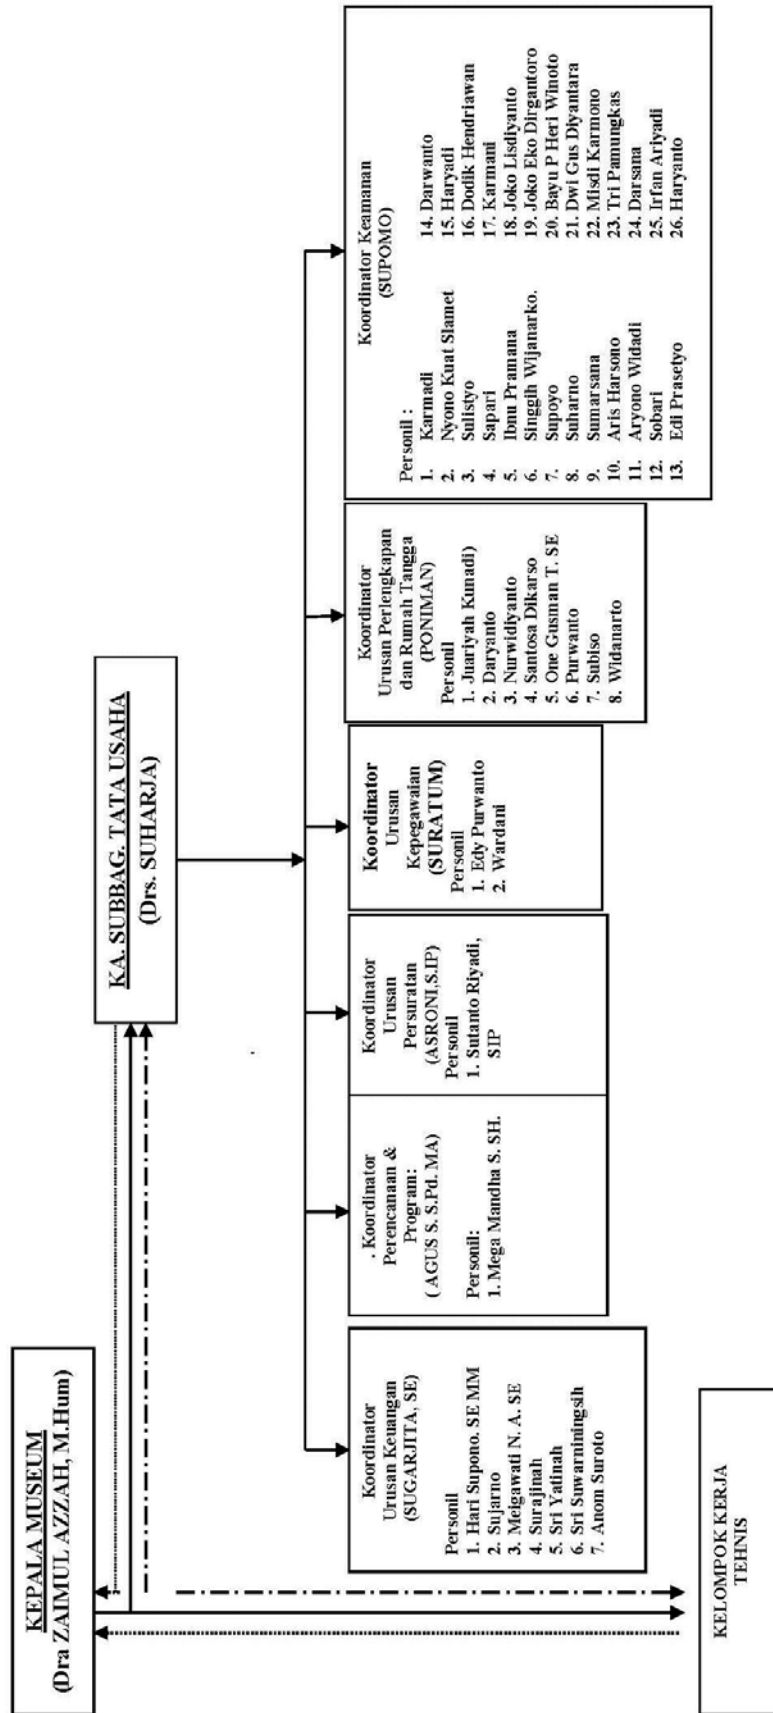 KEPALA MUSEUM
(Dra ZAIMUL AZZAH, M.Hum)
KA. SUBBAG. TATA USAHA
(Drs. SUHARJA)
Koordinator
Urusan Keuangan
(SUGARJITA, SE)
Personil
1. Hari Supono. SE MM
2. Sujarno
3. Meigawati N. A. SE
4. Surajinah
5. Sri Yatinah
6. Sri Suwarniningsih
7. Anom Suroto
. Koordinator
Perencanaan &
Program:
( AGUS S. S.Pd. MA)
Personil:
1. Mega Mandha S. SH.
Koordinator
Urusan
Persuratan
(ASRONI,S.IP)
Personil
1. Sutanto Riyadi,
SIP
Koordinator
Urusan
Kepegawaian
(SURATUM)
Personil
1. Edy Purwanto
2. Wardani
Koordinator
Urusan Perlengkapan
dan Rumah Tangga
(PONIMAN)
Personil
1. Juariyah Kunadi)
2. Daryanto
3. Nurwidiyanto
4. Santosa Dikarso
5. One Gusman T. SE
6. Purwanto
7. Subiso
8. Widanarto
Koordinator Keamanan
(SUPOMO)
Personil :
1. Karmadi
2. Nyono Kuat Slamet
3. Sulistyo
4. Sapari
5. Ibnu Pramana
6. Singgih Wijanarko.
7. Supoyo
8. Suharno
9. Sumarsana
10. Aris Harsono
11. Aryono Widadi
12. Sobari
13. Edi Prasetyo
14. Darwanto
15. Haryadi
16. Dodik Hendriawan
17. Karmani
18. Joko Lisdiyanto
19. Joko Eko Dirgantoro
20. Bayu P Heri Winoto
21. Dwi Gus Diyantara
22. Misdi Karmono
23. Tri Pamungkas
24. Darsana
25. Irfan Ariyadi
26. Haryanto
KELOMPOK KERJA
TEHNIS